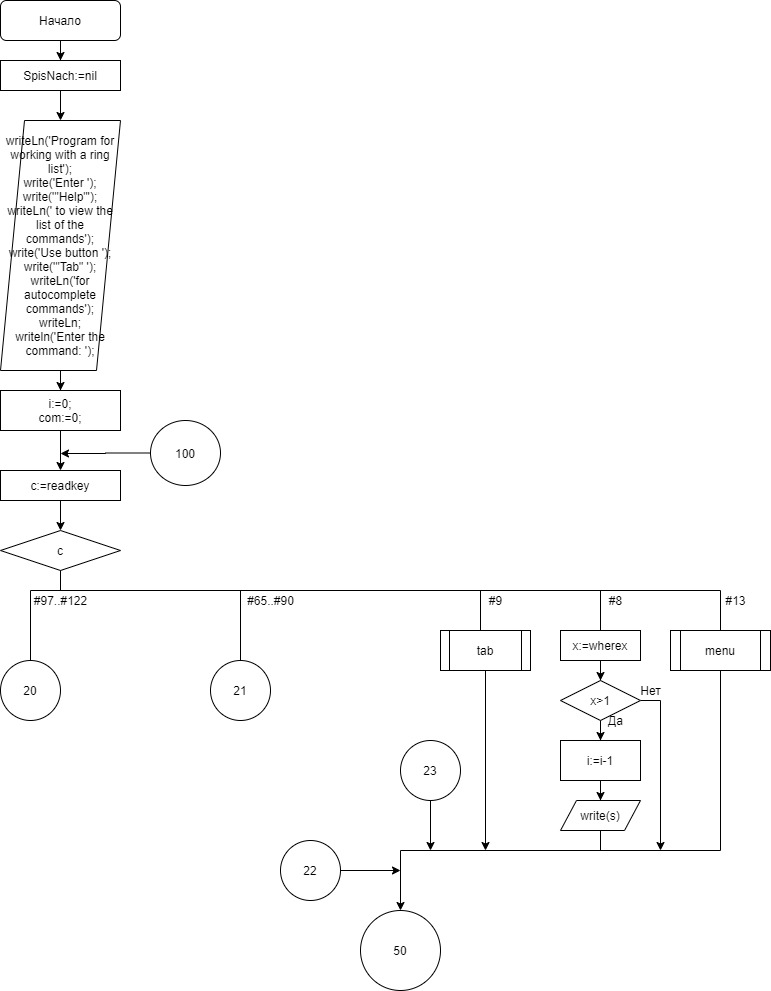 Начало
SpisNach:=nil
writeLn('Program for
working with a ring
list');
write('Enter ');
write('"Help"');
writeLn(' to view the
list of the
commands');
write('Use button ');
write('"Tab" ');
writeLn('for
autocomplete
commands');
writeLn;
writeln('Enter the
command: ');
i:=0;
com:=0;
100
c:=readkey
c
#97..#122
#65..#90
#9
#8
#13
20
21
tab
x:=wherex
menu
x>1
Нет
Да
23
i:=i-1
write(s)
22
50